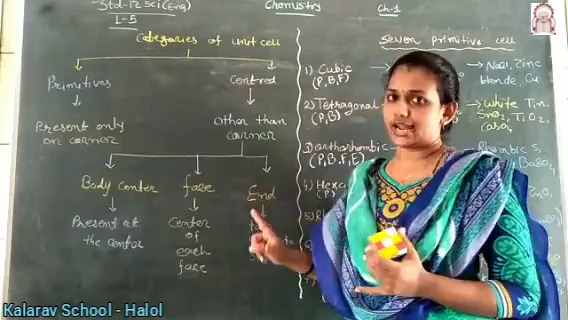 Std-12 sci (Eng)
L-5
Chemistry
Ch-1
Categories of unit cell
Primitives
Centred
Present only
on corner
Other than
corner
Body center
face
End
Present at
the center
Center
of
each
face
Seven primitive cell
1) Cubic
(P, B, F)
→ Nacl, Zinc
blende, Cu
2) Tetragonal
(P, B)
→ white Tin,
SnO2, TiO2,
CaSO4
3) Orthorhombic
(P, B, F, E)
Rhombic S,
BaSO4
4) Hexa
(P)
5)
Kalarav School - Halol